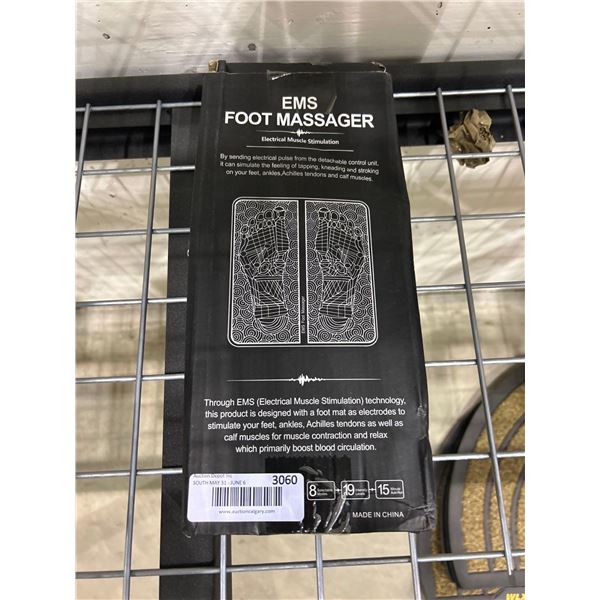 EMS
FOOT MASSAGER
Electrical Muscle Stimulation
By sending electrical pulse from the detachable control unit,
it can simulate the feeling of tapping, kneading and stroking
on your feet, ankles,Achilles tendons and calf muscles.
EMS Foot Massager
Through EMS (Electrical Muscle Stimulation) technology,
this product is designed with a foot mat as electrodes to
stimulate your feet, ankles, Achilles tendons as well as
calf muscles for muscle contraction and relax
which primarily boost blood circulation.
Auction Depot Inc
SOUTH MAY 31 - JUNE 6
3060
www.auctioncalgary.com
8
19
15
MADE IN CHINA